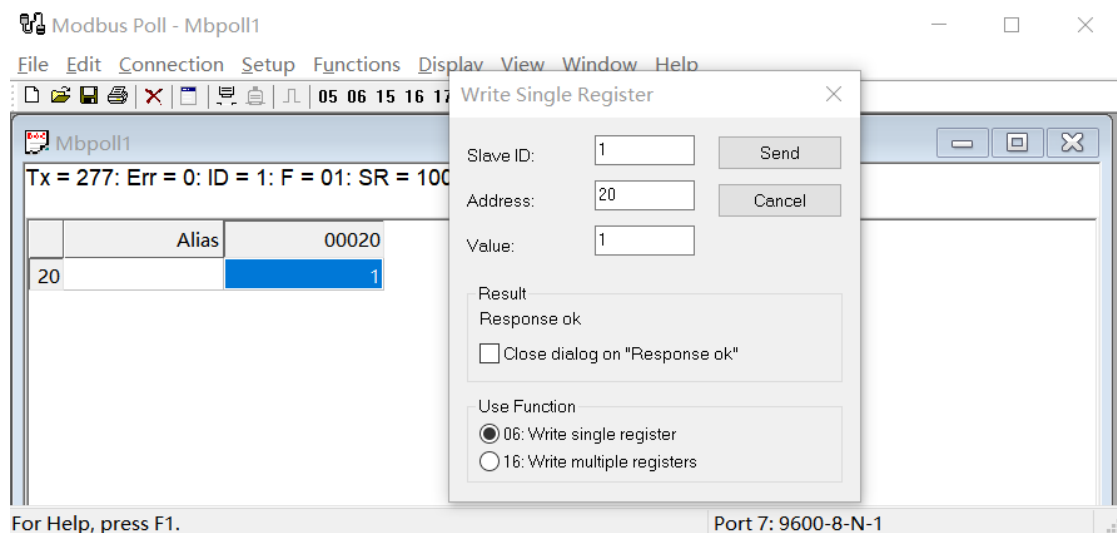 Modbus Poll - Mbpoll1
File Edit Connection Setup Functions Display View Window Help
05 06 15 16
Write Single Register
Mbpoll1
Tx = 277: Err = 0: ID = 1: F = 01: SR = 100
Slave ID: 1 Send
Address: 20 Cancel
Value: 1
Alias 00020
20 1
Result
Response ok
Close dialog on "Response ok"
Use Function
06: Write single register
16: Write multiple registers
For Help, press F1.
Port 7: 9600-8-N-1